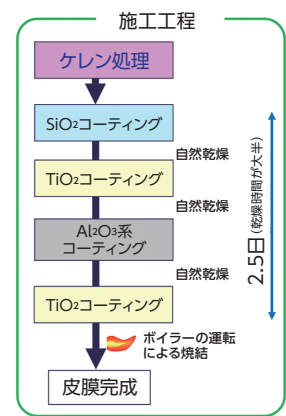 施工工程
ケレン処理
SiO2コーティング
自然乾燥
TiO2コーティング
自然乾燥
Al2O3系
コーティング
自然乾燥
TiO2コーティング
2.5日(乾燥時間が大半)
ボイラーの運転
による焼結
皮膜完成